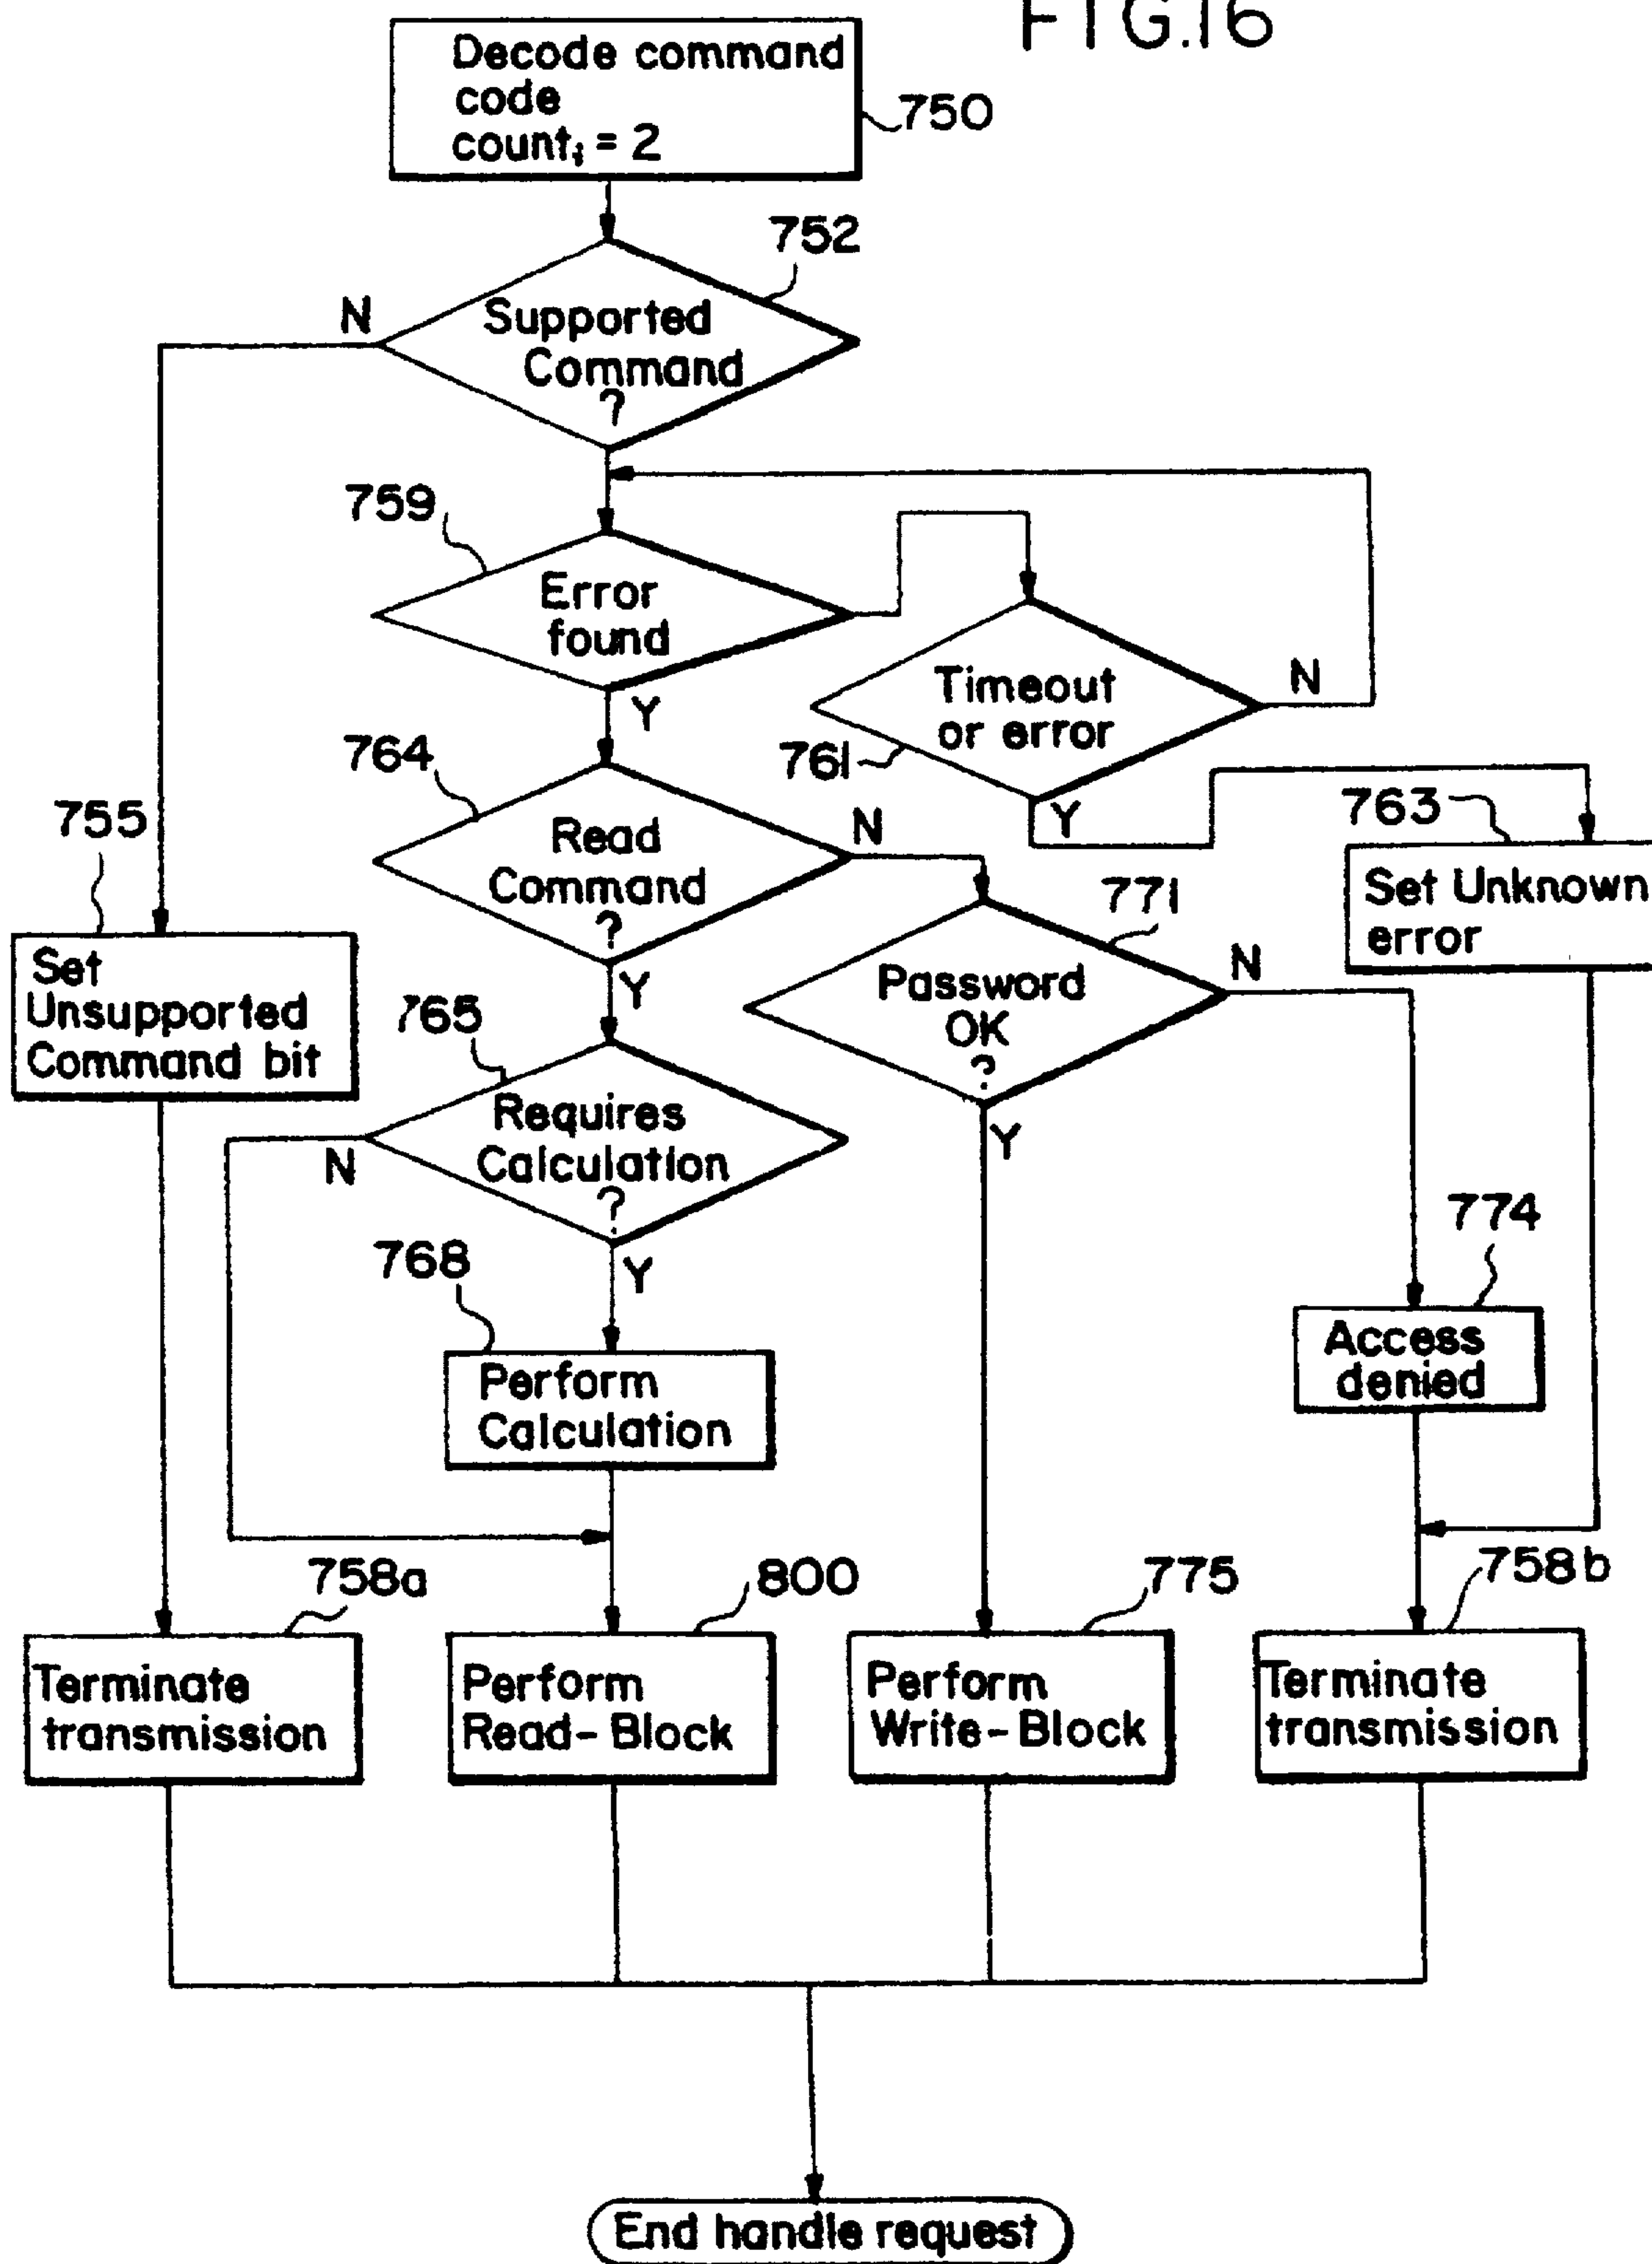 FIG.16
Decode command
code
countᵢ = 2
750
752
N
Supported
Command
?
759
Error
found
Y
Timeout
or error
N
761
Y
764
Read
Command
?
N
Y
755
763
Set Unknown
error
771
Password
OK
?
N
Y
Set
Unsupported
Command bit
765
Requires
Calculation
?
N
Y
768
Perform
Calculation
774
Access
denied
758a
800
775
758b
Terminate
transmission
Perform
Read-Block
Perform
Write-Block
Terminate
transmission
End handle request